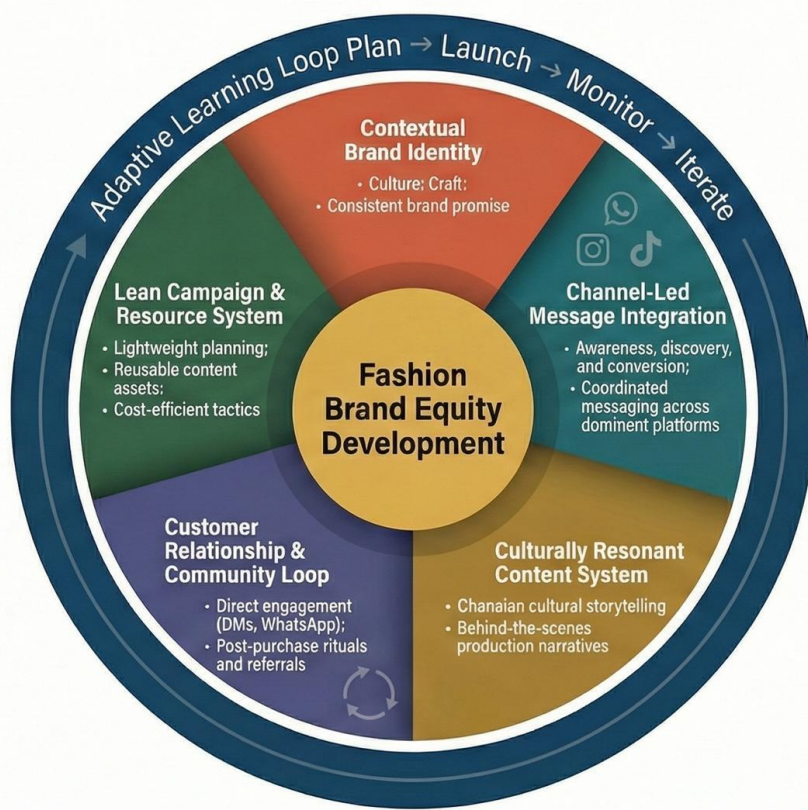 Adaptive Learning Loop Plan → Launch → Monitor → Iterate
Contextual
Brand Identity
• Culture; Craft:
• Consistent brand promise
Channel-Led
Message Integration
• Awareness, discovery,
and conversion;
• Coordinated
messaging across
dominent platforms
Culturally Resonant
Content System
• Chanaian cultural storytelling
• Behind-the-scenes
production narratives
Customer
Relationship &
Community Loop
• Direct engagement
(DMs, WhatsApp);
• Post-purchase rituals
and referrals
Lean Campaign &
Resource System
• Lightweight planning;
• Reusable content
assets:
• Cost-efficient tactics
Fashion
Brand Equity
Development